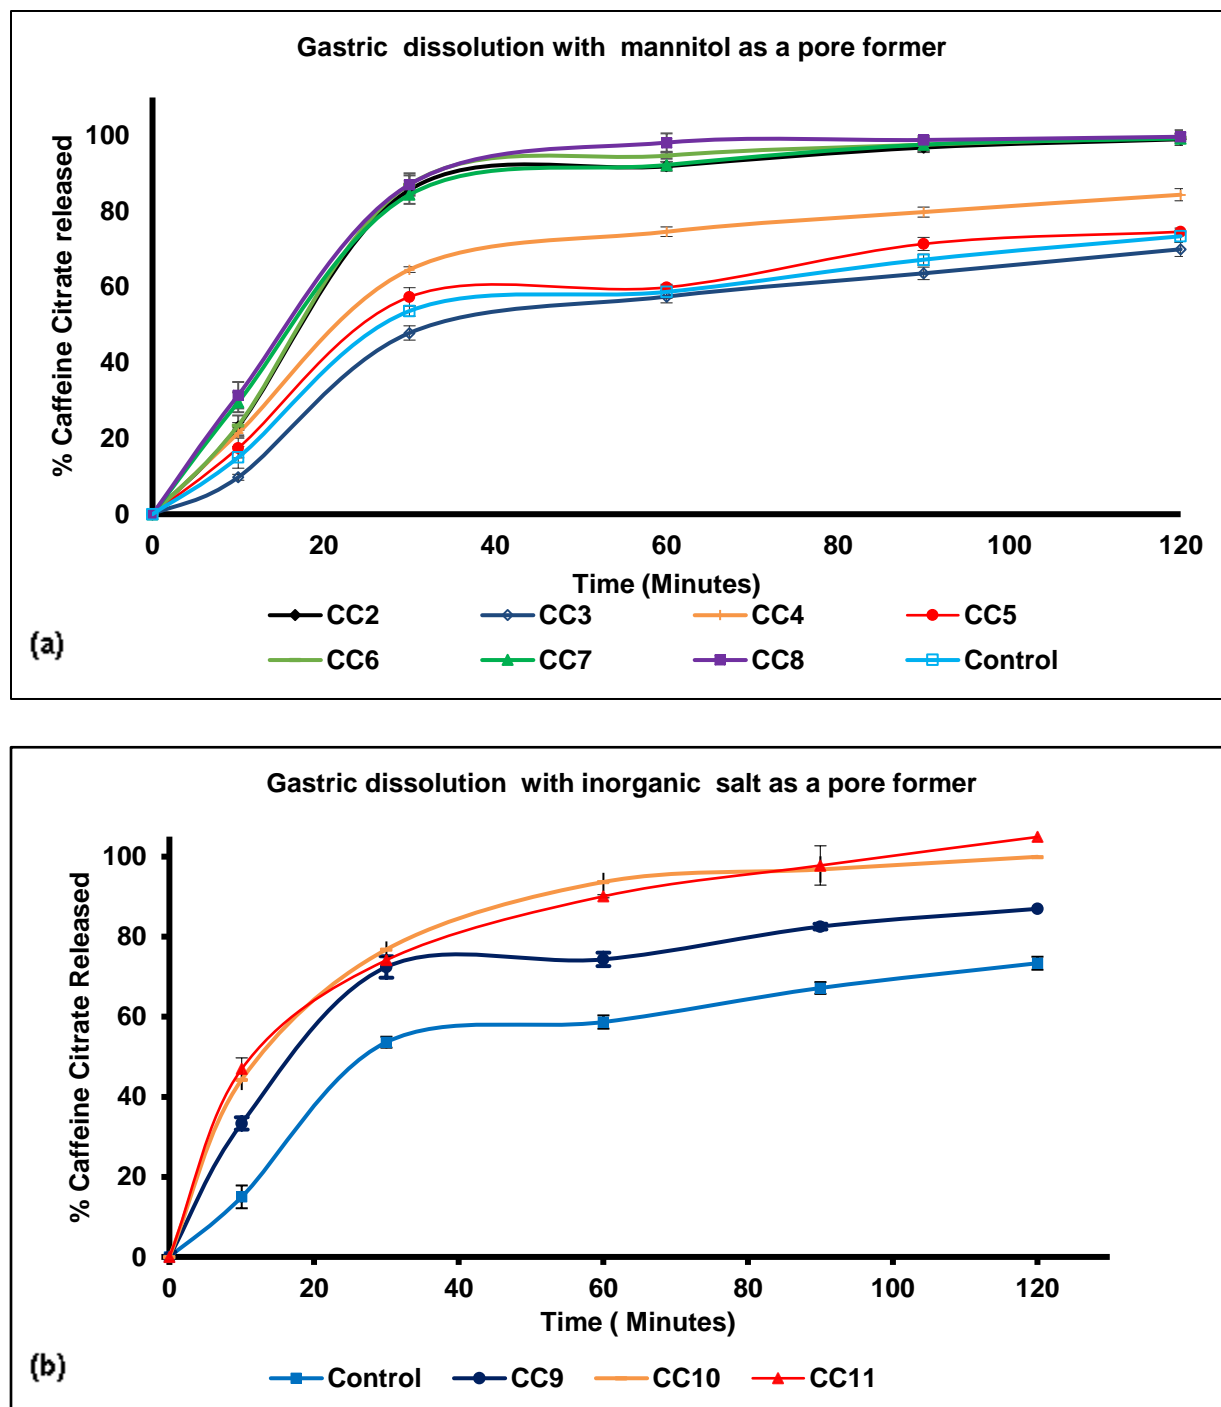 Gastric dissolution with mannitol as a pore former
% Caffeine Citrate released
100
80
60
40
20
0
0 20 40 60 80 100 120
Time (Minutes)
CC2 CC3 CC4 CC5
CC6 CC7 CC8 Control
(a)
Gastric dissolution with inorganic salt as a pore former
% Caffeine Citrate Released
100
80
60
40
20
0
0 20 40 60 80 100 120
Time ( Minutes)
(b)
Control CC9 CC10 CC11